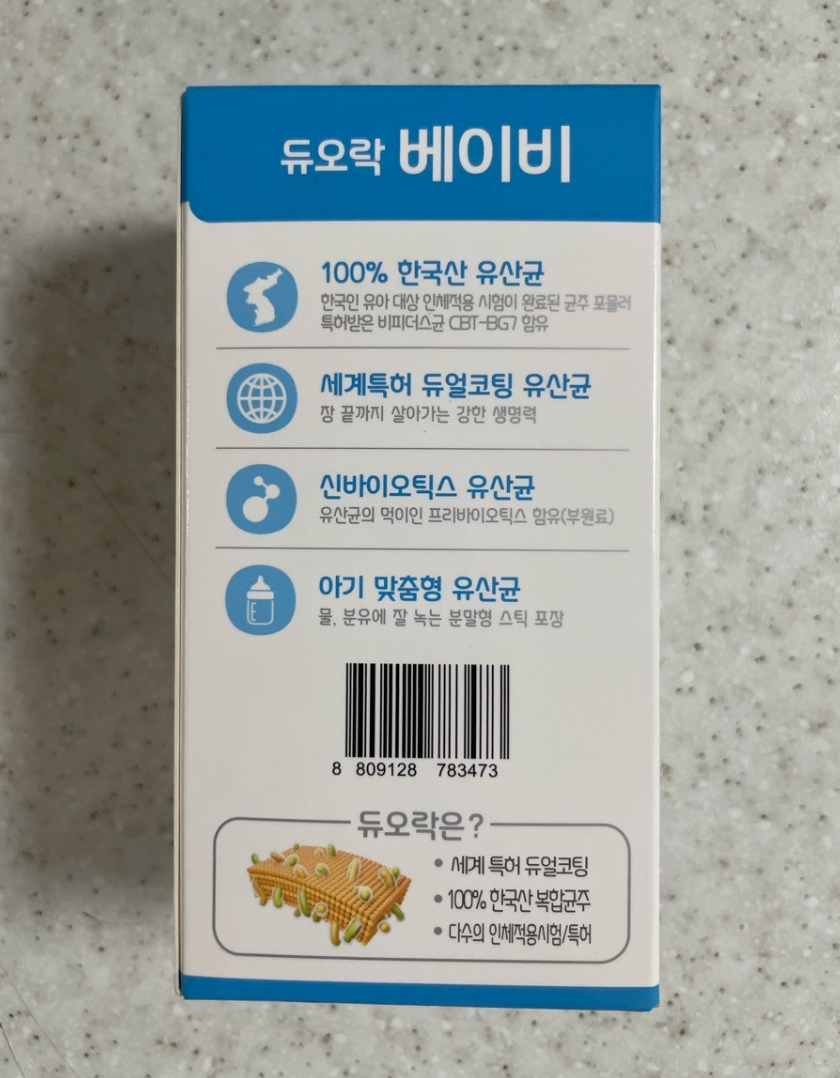 듀오락 베이비
100% 한국산 유산균
한국인 유아 대상 인체적용 시험이 완료된 균주 포뮬러
특허받은 비피더스균 CBT-BG7 함유
세계특허 듀얼코팅 유산균
장 끝까지 살아가는 강한 생명력
신바이오틱스 유산균
유산균의 먹이인 프리바이오틱스 함유(부원료)
아기 맞춤형 유산균
물, 분유에 잘 녹는 분말형 스틱 포장
8 809128 783473
듀오락은?
• 세계 특허 듀얼코팅
• 100% 한국산 복합균주
• 다수의 인체적용시험/특허